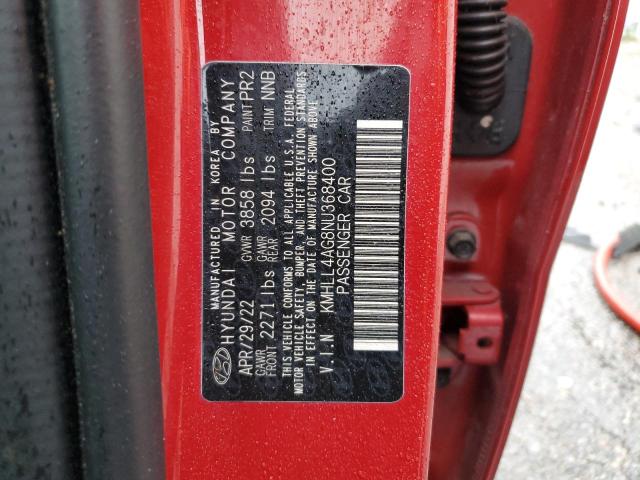 MANUFACTURED IN KOREA BY
HYUNDAI MOTOR COMPANY
APR/29/22 GVWR 3858 lbs PAINT PR2
GAWR FRONT 2271 lbs GAWR REAR 2094 lbs TRIM NNB
THIS VEHICLE CONFORMS TO ALL APPLICABLE U.S.A. FEDERAL
MOTOR VEHICLE SAFETY, BUMPER, AND THEFT PREVENTION STANDARDS
IN EFFECT ON THE DATE OF MANUFACTURE SHOWN ABOVE.
V.I.N KMHLL4AG8NU368400
PASSENGER CAR